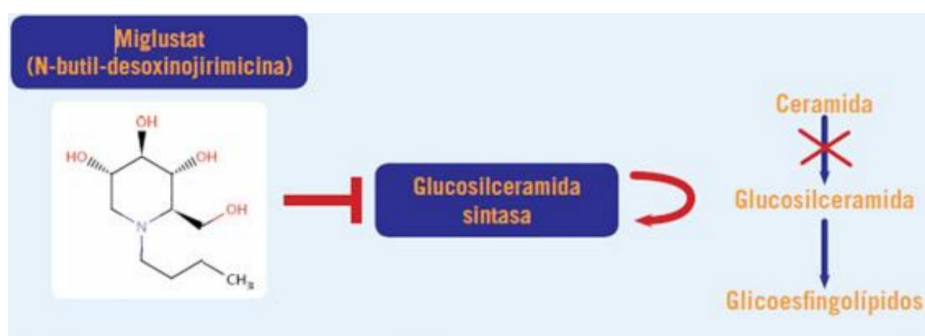 Miglustat
(N-butil-desoxinojirimicina)
OH
HO
OH
OH
N
CH₃
Glucosilceramida
sintasa
Ceramida
Glucosilceramida
Glicoesfingolípidos